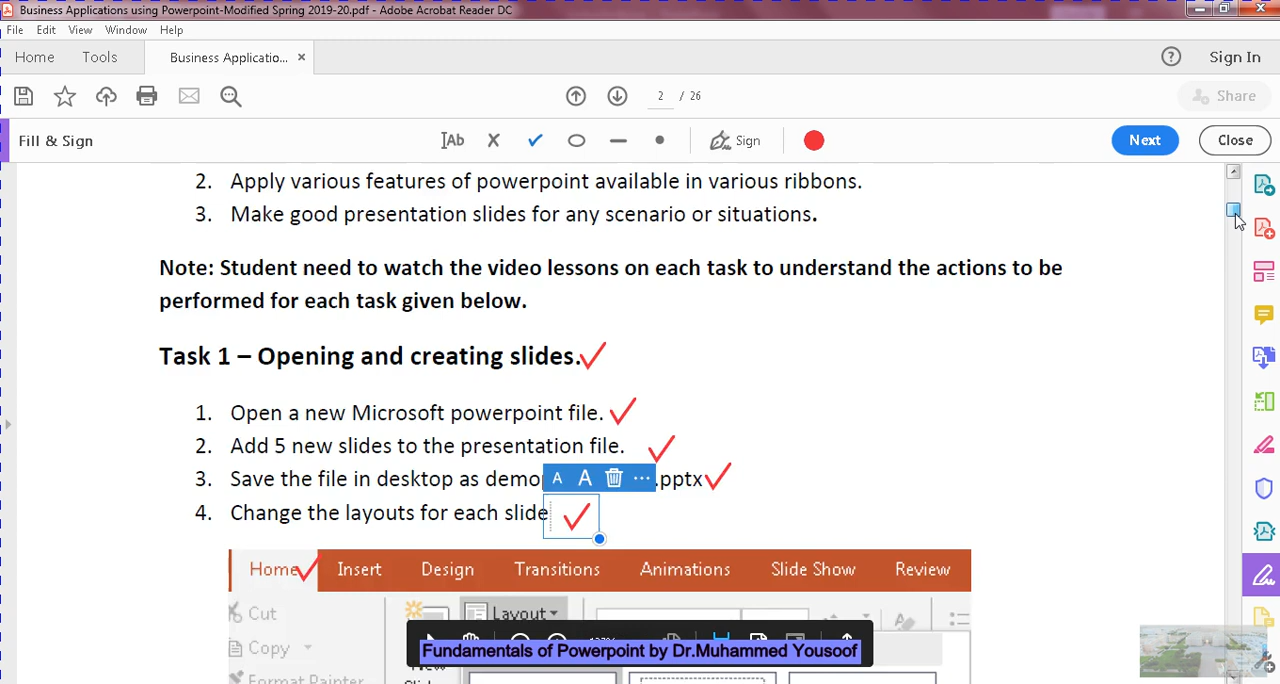 Business Applications using Powerpoint-Modified Spring 2019-20.pdf - Adobe Acrobat Reader DC
File Edit View Window Help
Home Tools Business Applicatio... × ? Sign In
2 / 26 Share
Fill & Sign IAb Sign Next Close
2. Apply various features of powerpoint available in various ribbons.
3. Make good presentation slides for any scenario or situations.
Note: Student need to watch the video lessons on each task to understand the actions to be
performed for each task given below.
Task 1 – Opening and creating slides.
1. Open a new Microsoft powerpoint file.
2. Add 5 new slides to the presentation file.
3. Save the file in desktop as .pptx
A A ...
4. Change the layouts for each slide
Home Insert Design Transitions Animations Slide Show Review
Cut Layout
Copy
Fundamentals of Powerpoint by Dr.Muhammed Yousoof
Format Painter